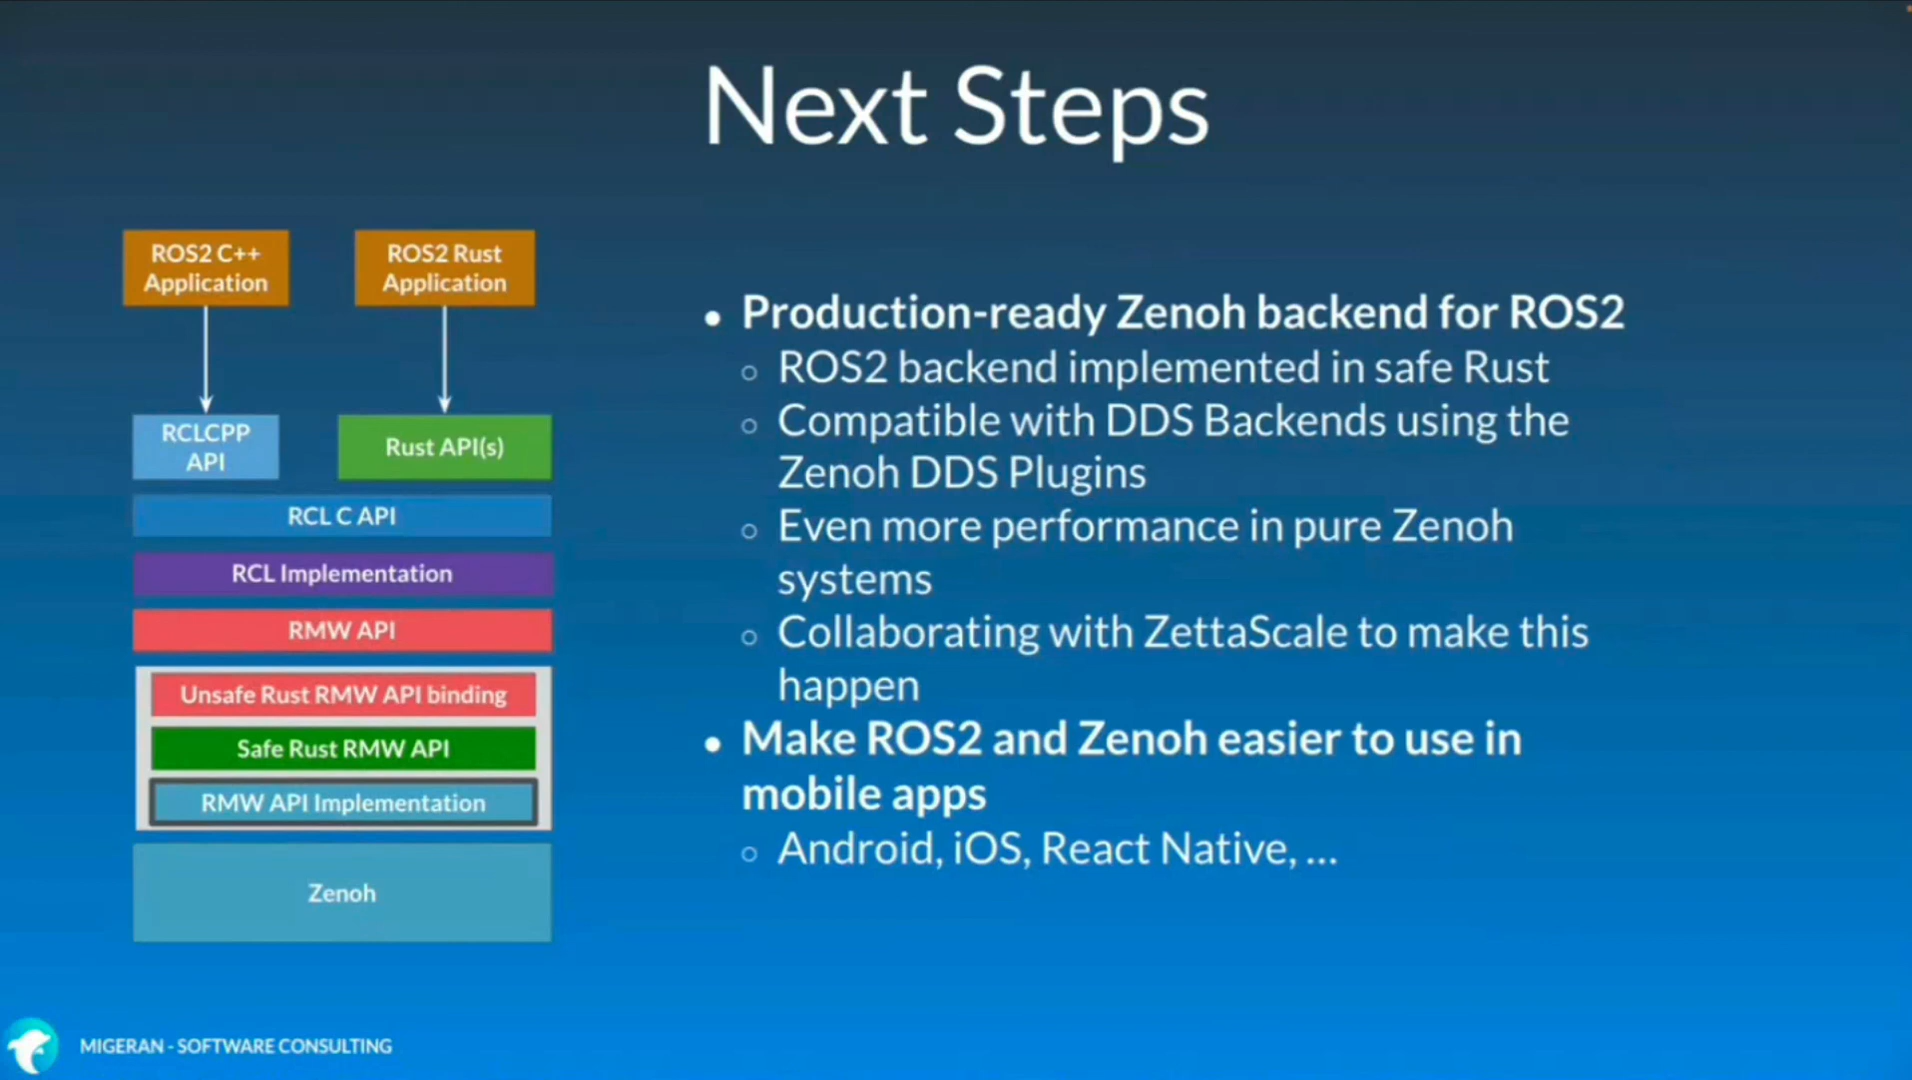 Next Steps
ROS2 C++
Application
ROS2 Rust
Application
RCLCPP
API
Rust API(s)
RCL C API
RCL Implementation
RMW API
Unsafe Rust RMW API binding
Safe Rust RMW API
RMW API Implementation
Zenoh
• Production-ready Zenoh backend for ROS2
○ ROS2 backend implemented in safe Rust
○ Compatible with DDS Backends using the
Zenoh DDS Plugins
○ Even more performance in pure Zenoh
systems
○ Collaborating with ZettaScale to make this
happen
• Make ROS2 and Zenoh easier to use in
mobile apps
○ Android, iOS, React Native, ...
MIGERAN - SOFTWARE CONSULTING